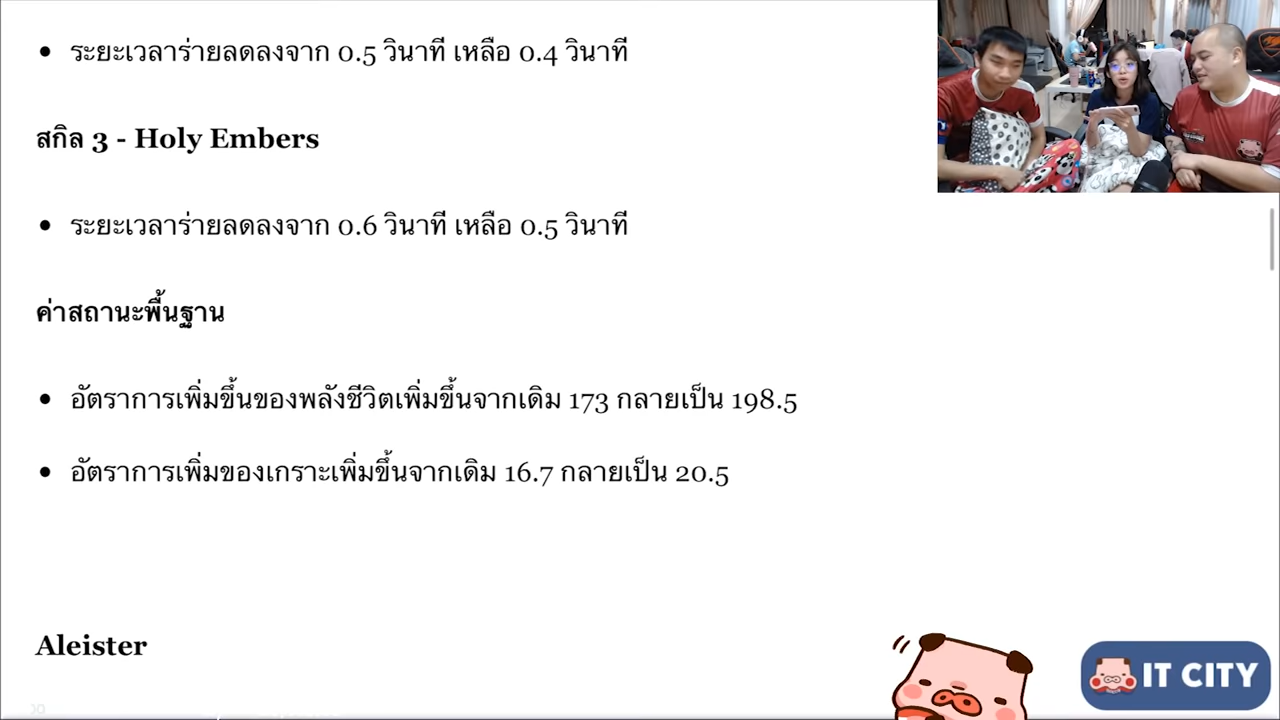 ระยะเวลาร่ายลดลงจาก 0.5 วินาที เหลือ 0.4 วินาที
สกิล 3 - Holy Embers
ระยะเวลาร่ายลดลงจาก 0.6 วินาที เหลือ 0.5 วินาที
ค่าสถานะพื้นฐาน
อัตราการเพิ่มขึ้นของพลังชีวิตเพิ่มขึ้นจากเดิม 173 กลายเป็น 198.5
อัตราการเพิ่มของเกราะเพิ่มขึ้นจากเดิม 16.7 กลายเป็น 20.5
Aleister
IT CITY